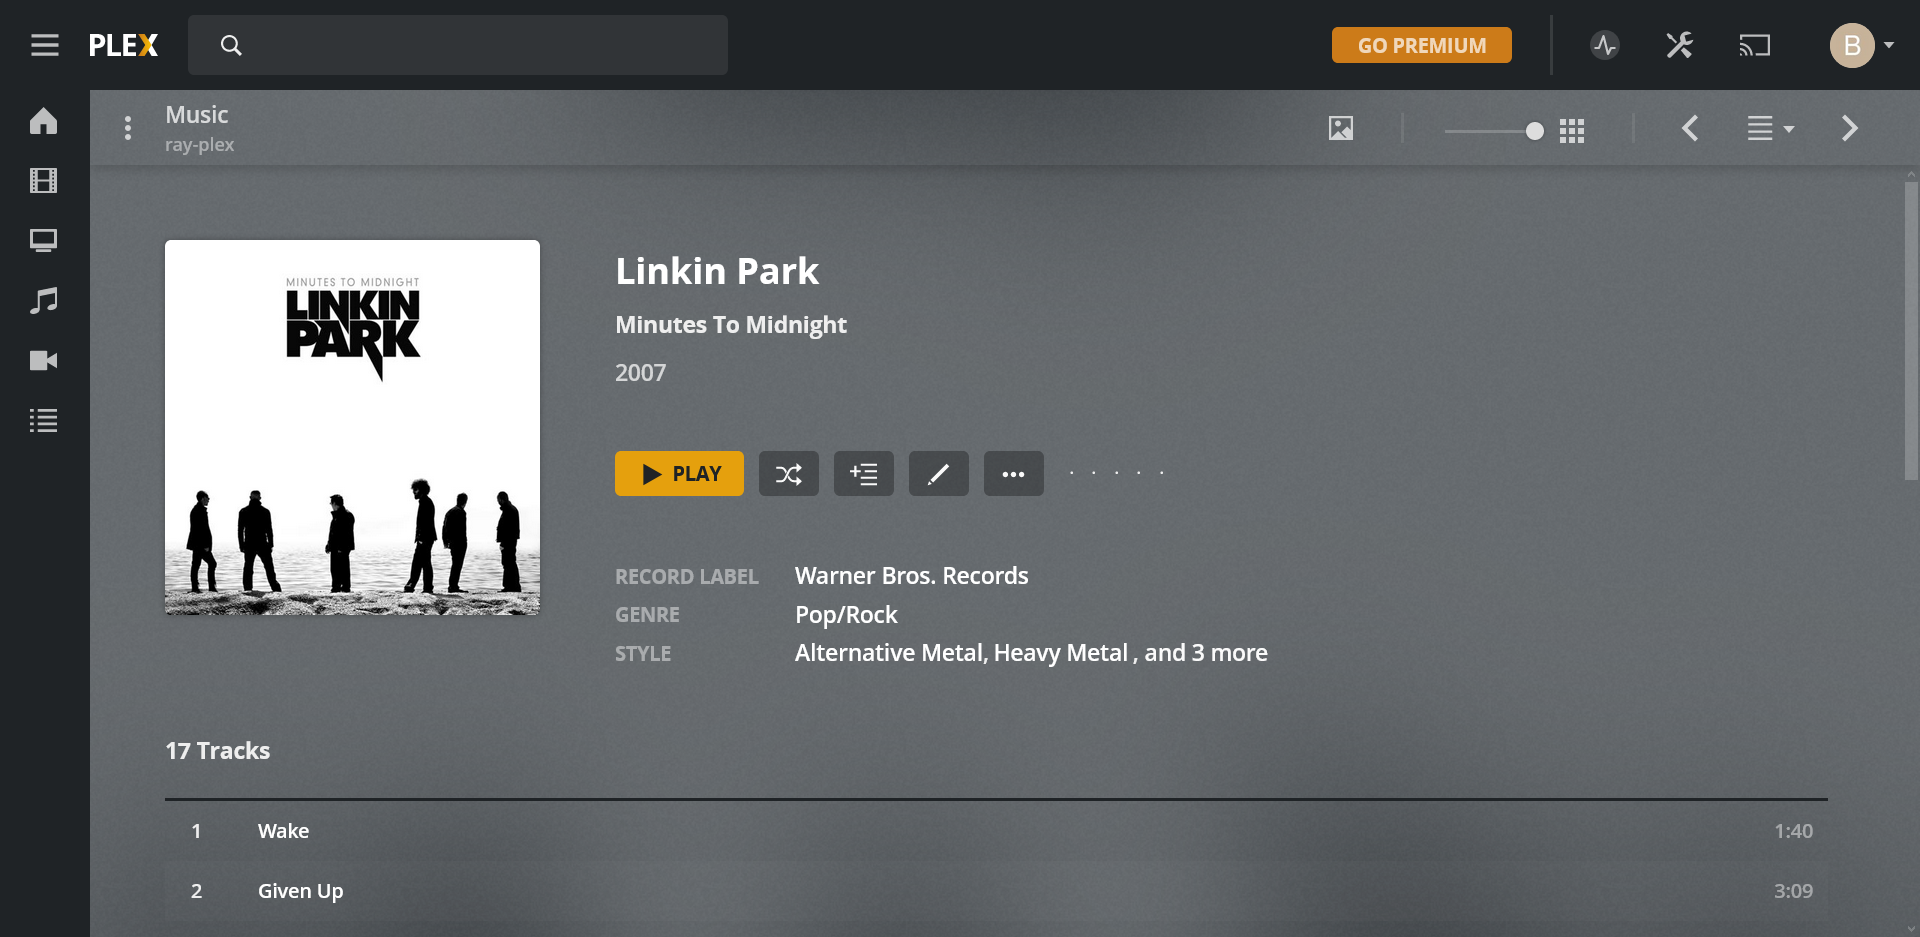 PLEX
GO PREMIUM
B
Music
ray-plex
MINUTES TO MIDNIGHT
LINKIN
PARK
Linkin Park
Minutes To Midnight
2007
PLAY
RECORD LABEL Warner Bros. Records
GENRE Pop/Rock
STYLE Alternative Metal, Heavy Metal , and 3 more
17 Tracks
1 Wake 1:40
2 Given Up 3:09